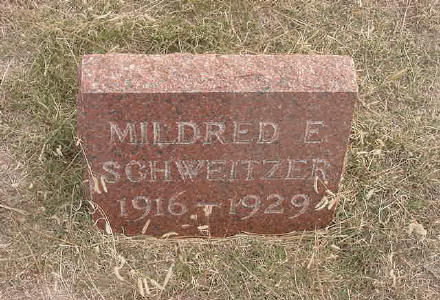 MILDRED E
SCHWEITZER
1916 - 1929